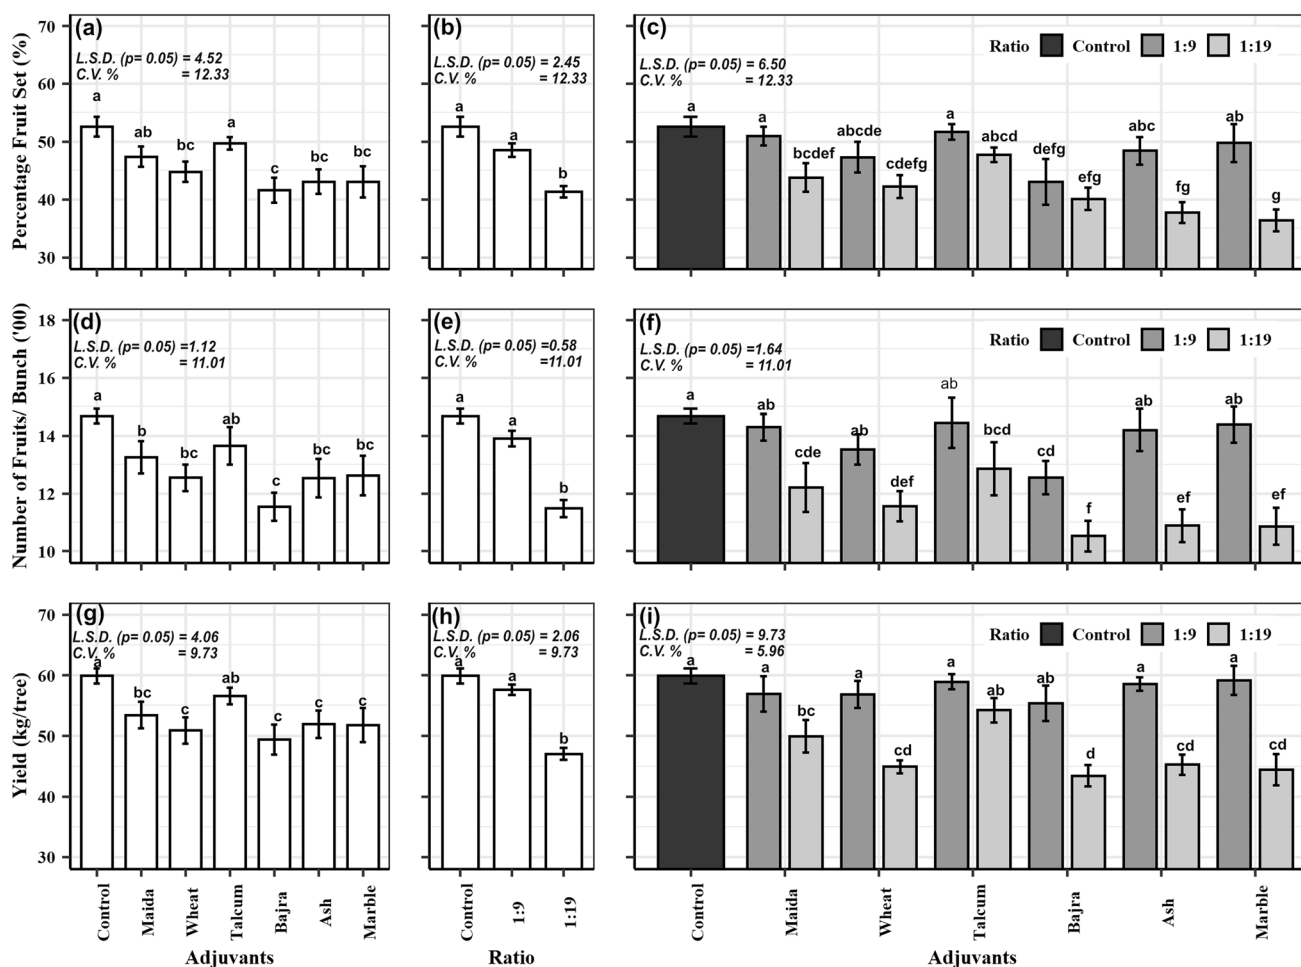 (a)
L.S.D. (p= 0.05) = 4.52
C.V. % = 12.33
a
ab
bc
a
c
bc
bc
Percentage Fruit Set (%)
70
60
50
40
30
(b)
L.S.D. (p= 0.05) = 2.45
C.V. % = 12.33
a
a
b
(c)
L.S.D. (p= 0.05) = 6.50
C.V. % = 12.33
Ratio Control 1:9 1:19
a
a
bcdef
abcde
cdefg
a
abcd
defg
efg
abc
fg
ab
g
(d)
L.S.D. (p= 0.05) =1.12
C.V. % = 11.01
a
b
bc
ab
c
bc
bc
Number of Fruits/ Bunch ('00)
18
16
14
12
10
(e)
L.S.D. (p= 0.05) =0.58
C.V. % =11.01
a
a
b
(f)
L.S.D. (p= 0.05) =1.64
C.V. % = 11.01
Ratio Control 1:9 1:19
a
ab
cde
ab
def
ab
bcd
cd
f
ab
ef
ab
ef
(g)
L.S.D. (p= 0.05) = 4.06
C.V. % = 9.73
a
bc
c
ab
c
c
c
Yield (kg/tree)
70
60
50
40
30
Control
Maida
Wheat
Talcum
Bajra
Ash
Marble
Adjuvants
(h)
L.S.D. (p= 0.05) = 2.06
C.V. % = 9.73
a
a
b
Control
1:9
1:19
Ratio
(i)
L.S.D. (p= 0.05) = 9.73
C.V. % = 5.96
Ratio Control 1:9 1:19
a
a
bc
a
cd
a
ab
ab
d
a
cd
a
cd
Control
Maida
Wheat
Talcum
Bajra
Ash
Marble
Adjuvants